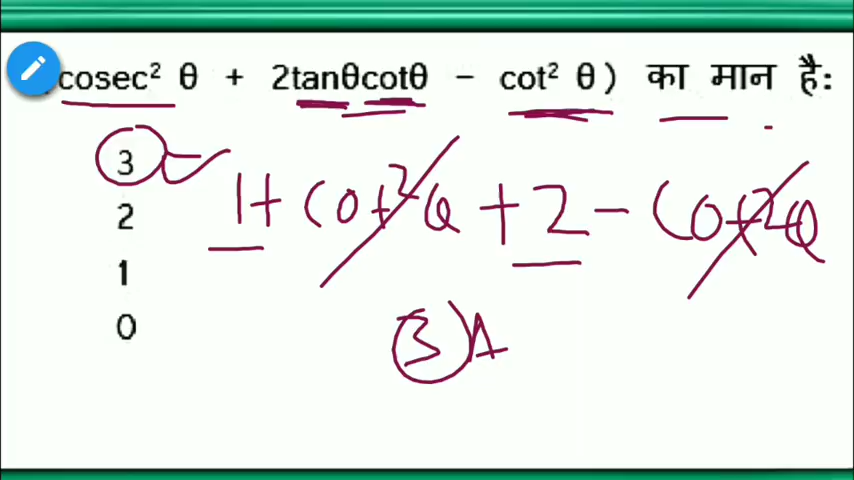 cosec² θ + 2tanθcotθ − cot² θ) का मान है:
3
2
1
0
1+ Cot²θ + 2 − Cot²θ
3 A